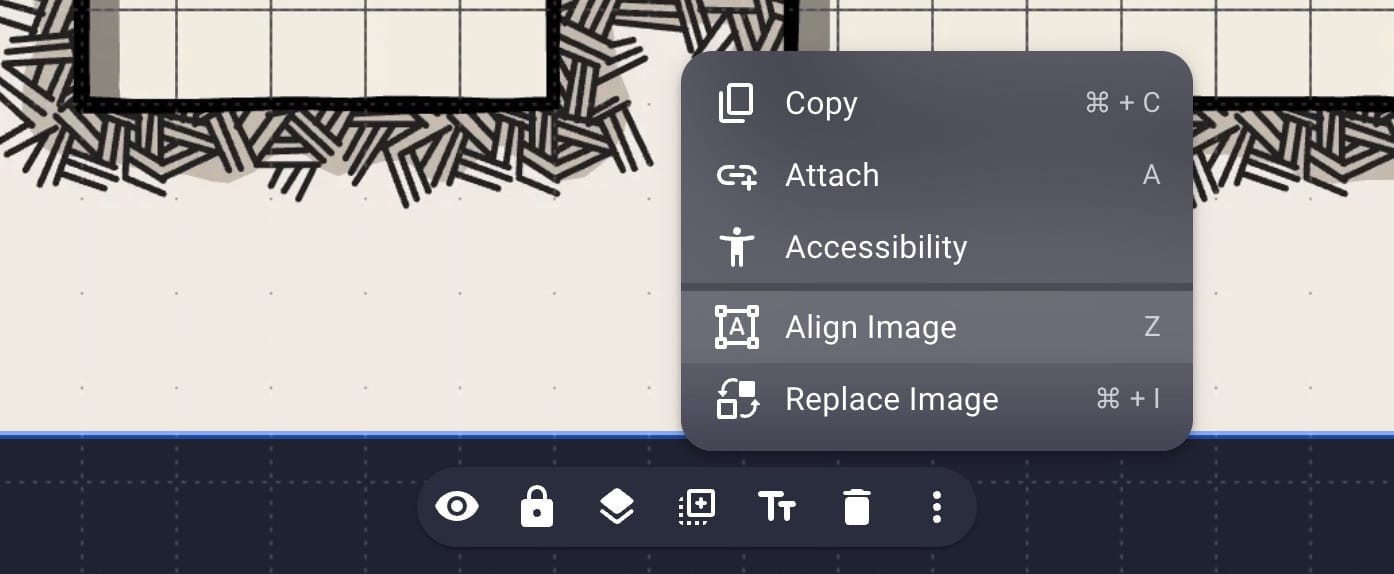 Copy ⌘ + C
Attach A
Accessibility
Align Image Z
Replace Image ⌘ + I